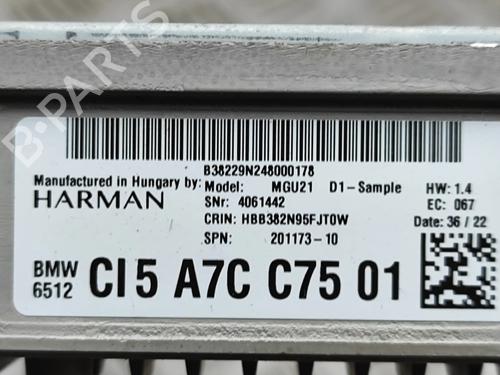 B38229N248000178
Manufactured in Hungary by:
HARMAN
Model: MGU21 D1-Sample
SNr: 4061442
CRIN: HBB382N95FJT0W
SPN: 201173-10
HW: 1.4
EC: 067
Date: 36 / 22
BMW
6512
CI5 A7C C75 01
B-PARTS